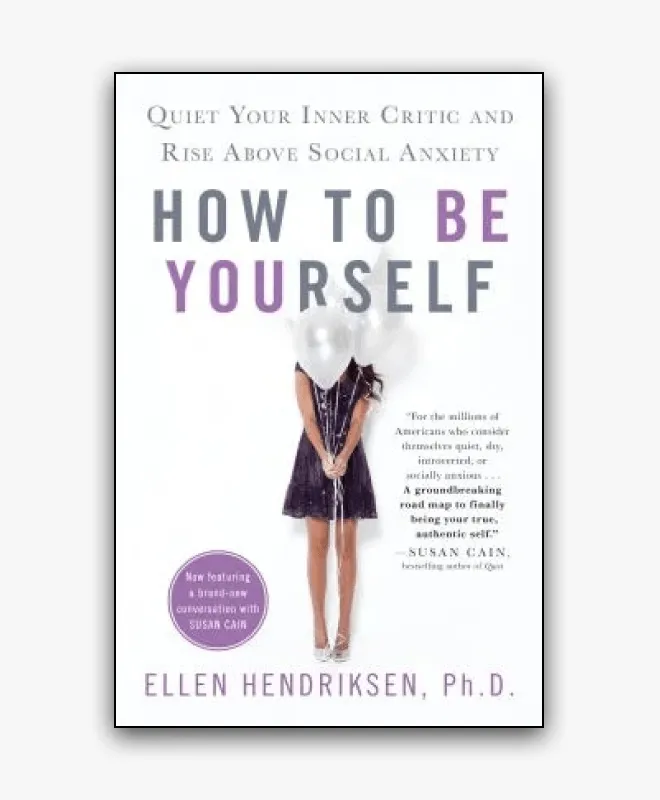 QUIET YOUR INNER CRITIC AND
RISE ABOVE SOCIAL ANXIETY
HOW TO BE
YOURSELF
"For the millions of
Americans who consider
themselves quiet, shy,
introverted, or
socially anxious . . .
A groundbreaking
road map to finally
being your true,
authentic self."
—SUSAN CAIN,
bestselling author of Quiet
Now featuring
a brand-new
conversation with
SUSAN CAIN
ELLEN HENDRIKSEN, Ph.D.